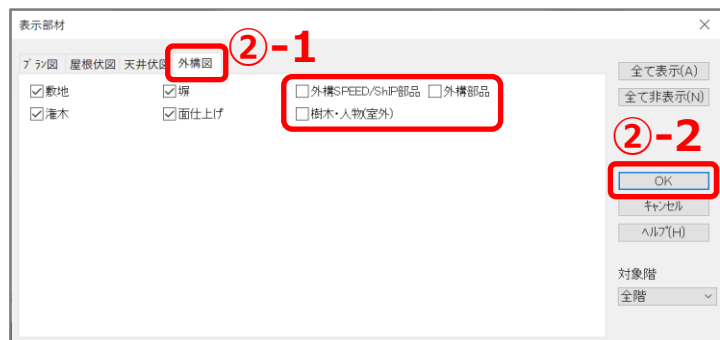 表示部材
②-1
プラン図 屋根伏図 天井伏図 外構図
全て表示(A)
敷地 塀 外構SPEED/ShIP部品 外構部品
全て非表示(N)
潅木 面仕上げ 樹木・人物(室外)
②-2
OK
キャンセル
ヘルプ(H)
対象階
全階